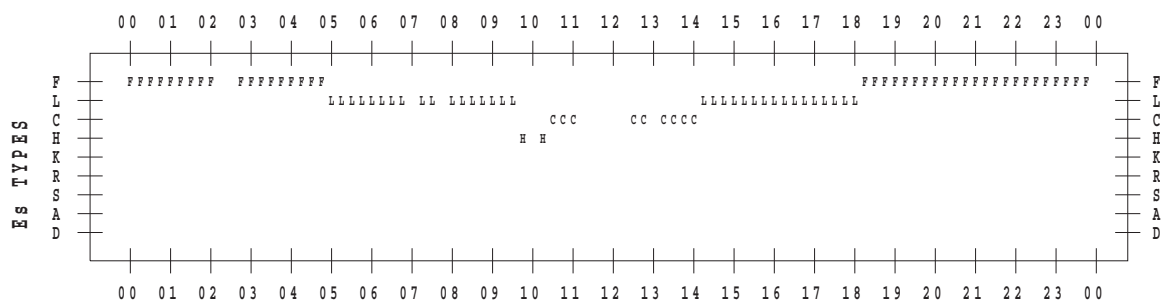 00 01 02 03 04 05 06 07 08 09 10 11 12 13 14 15 16 17 18 19 20 21 22 23 00
F FFFFFFFFF FFFFFFFFF FFFFFFFFFFFFFFFFFFFFFFF F
L LLLLLLLL LL LLLLLLL LLLLLLLLLLLLLLLL L
C CCC CC CCCC C
H H H H
K K
R R
S S
A A
D D
Es TYPES
00 01 02 03 04 05 06 07 08 09 10 11 12 13 14 15 16 17 18 19 20 21 22 23 00